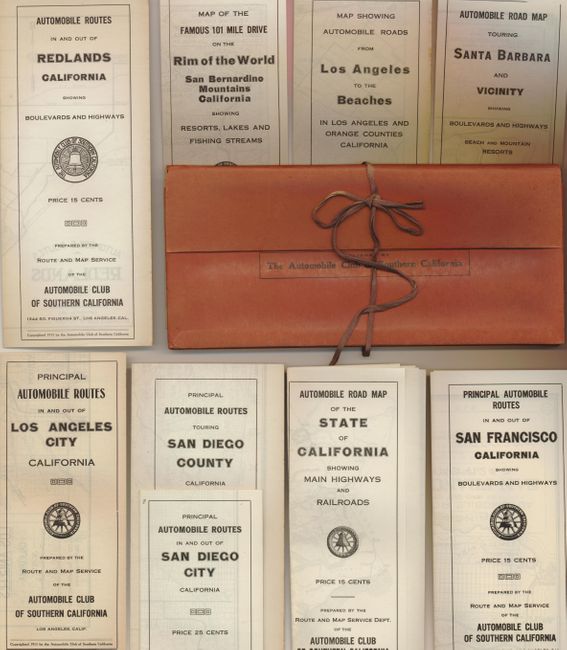 AUTOMOBILE ROUTES
IN AND OUT OF
REDLANDS
CALIFORNIA
SHOWING
BOULEVARDS AND HIGHWAYS
PRICE 15 CENTS
PREPARED BY THE
ROUTE AND MAP SERVICE
OF THE
AUTOMOBILE CLUB
OF SOUTHERN CALIFORNIA
1344 SO. FIGUEROA ST., LOS ANGELES, CAL.
MAP OF THE
FAMOUS 101 MILE DRIVE
ON THE
Rim of the World
San Bernardino
Mountains
California
SHOWING
RESORTS, LAKES AND
FISHING STREAMS
MAP SHOWING
AUTOMOBILE ROADS
FROM
Los Angeles
TO THE
Beaches
IN LOS ANGELES AND
ORANGE COUNTIES
CALIFORNIA
AUTOMOBILE ROAD MAP
TOURING
SANTA BARBARA
AND
VICINITY
SHOWING
BOULEVARDS AND HIGHWAYS
BEACH AND MOUNTAIN
RESORTS
The Automobile Club Southern California
PRINCIPAL
AUTOMOBILE ROUTES
IN AND OUT OF
LOS ANGELES
CITY
CALIFORNIA
PREPARED BY THE
ROUTE AND MAP SERVICE
OF THE
AUTOMOBILE CLUB
OF SOUTHERN CALIFORNIA
LOS ANGELES, CALIF.
PRINCIPAL
AUTOMOBILE ROUTES
TOURING
SAN DIEGO
COUNTY
CALIFORNIA
PRINCIPAL
AUTOMOBILE ROUTES
IN AND OUT OF
SAN DIEGO
CITY
CALIFORNIA
PRICE 25 CENTS
AUTOMOBILE ROAD MAP
OF THE
STATE
OF
CALIFORNIA
SHOWING
MAIN HIGHWAYS
AND
RAILROADS
PRICE 15 CENTS
PREPARED BY THE
ROUTE AND MAP SERVICE DEPT.
OF THE
AUTOMOBILE CLUB
PRINCIPAL AUTOMOBILE
ROUTES
IN AND OUT OF
SAN FRANCISCO
CALIFORNIA
SHOWING
BOULEVARDS AND HIGHWAYS
PRICE 15 CENTS
PREPARED BY THE
ROUTE AND MAP SERVICE
OF THE
AUTOMOBILE CLUB
OF SOUTHERN CALIFORNIA